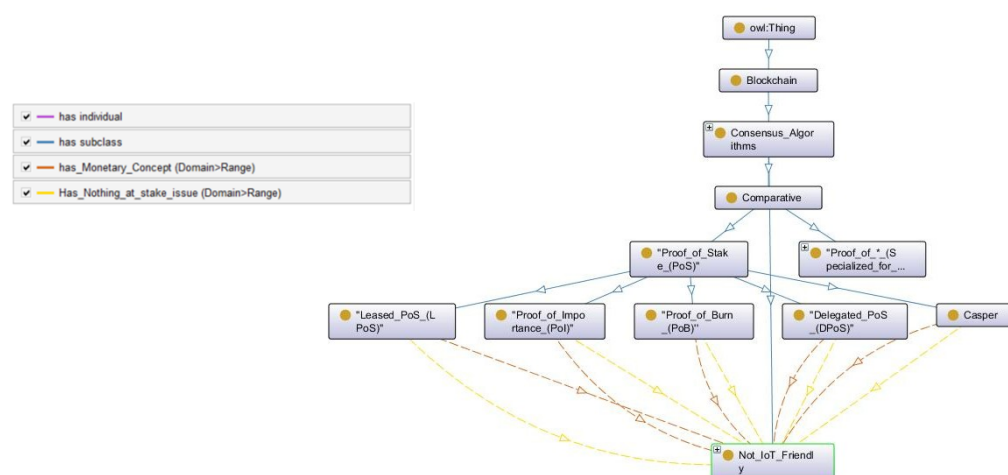 owl:Thing
Blockchain
Consensus_Algor
ithms
Comparative
has individual
has subclass
has_Monetary_Concept (Domain>Range)
Has_Nothing_at_stake_issue (Domain>Range)
"Proof_of_Stak
e_(PoS)"
"Proof_of_*_(S
pecialized_for_...
"Leased_PoS_(L
PoS)"
"Proof_of_Impo
rtance_(PoI)"
"Proof_of_Burn
_(PoB)"
"Delegated_PoS
_(DPoS)"
Casper
Not_IoT_Friendl
y